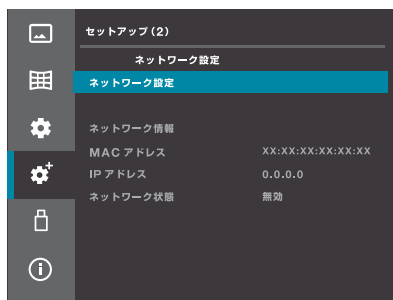 セットアップ(2)
ネットワーク設定
ネットワーク設定
ネットワーク情報
MAC アドレス XX:XX:XX:XX:XX:XX
IP アドレス 0.0.0.0
ネットワーク状態 無効